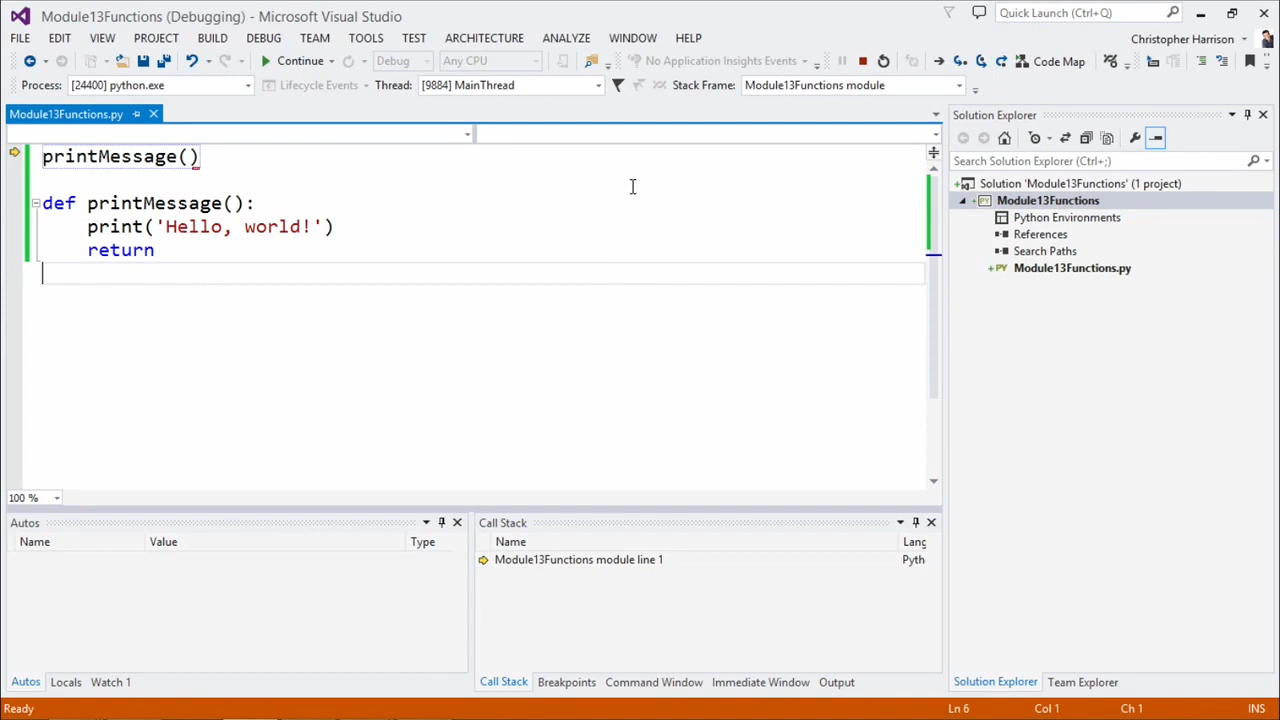 Module13Functions (Debugging) - Microsoft Visual Studio
Quick Launch (Ctrl+Q)
FILE EDIT VIEW PROJECT BUILD DEBUG TEAM TOOLS TEST ARCHITECTURE ANALYZE WINDOW HELP
Christopher Harrison
Continue Debug Any CPU No Application Insights Events Code Map
Process: [24400] python.exe Lifecycle Events Thread: [9884] MainThread Stack Frame: Module13Functions module
Module13Functions.py
printMessage()
def printMessage():
print('Hello, world!')
return
100 %
Solution Explorer
Search Solution Explorer (Ctrl+;)
Solution 'Module13Functions' (1 project)
PY Module13Functions
Python Environments
References
Search Paths
PY Module13Functions.py
Autos
Name Value Type
Call Stack
Name Lang
Module13Functions module line 1 Pyth
Autos Locals Watch 1
Call Stack Breakpoints Command Window Immediate Window Output
Solution Explorer Team Explorer
Ready Ln 6 Col 1 Ch 1 INS